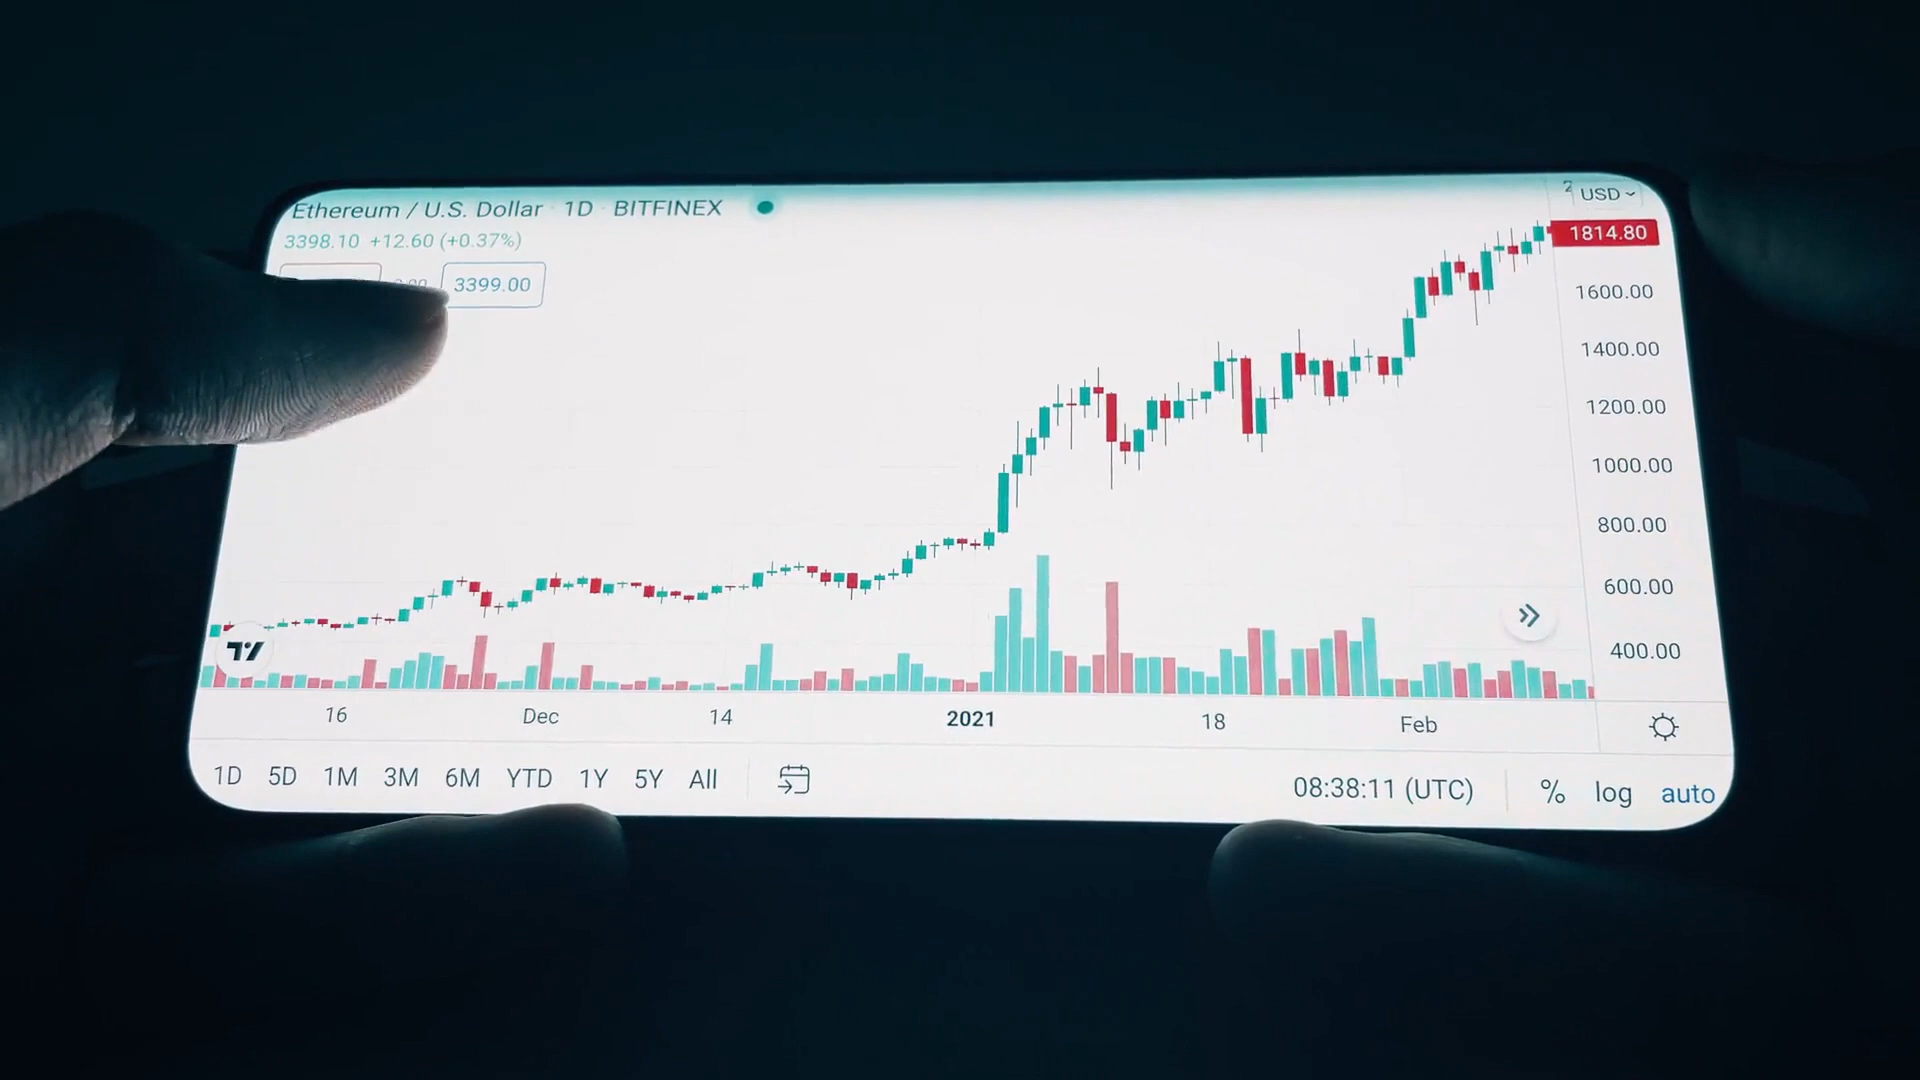 Ethereum / U.S. Dollar · 1D · BITFINEX
USD
3398.10 +12.60 (+0.37%)
3399.00
1814.80
1600.00
1400.00
1200.00
1000.00
800.00
600.00
400.00
16 Dec 14 2021 18 Feb
1D 5D 1M 3M 6M YTD 1Y 5Y All 08:38:11 (UTC) % log auto